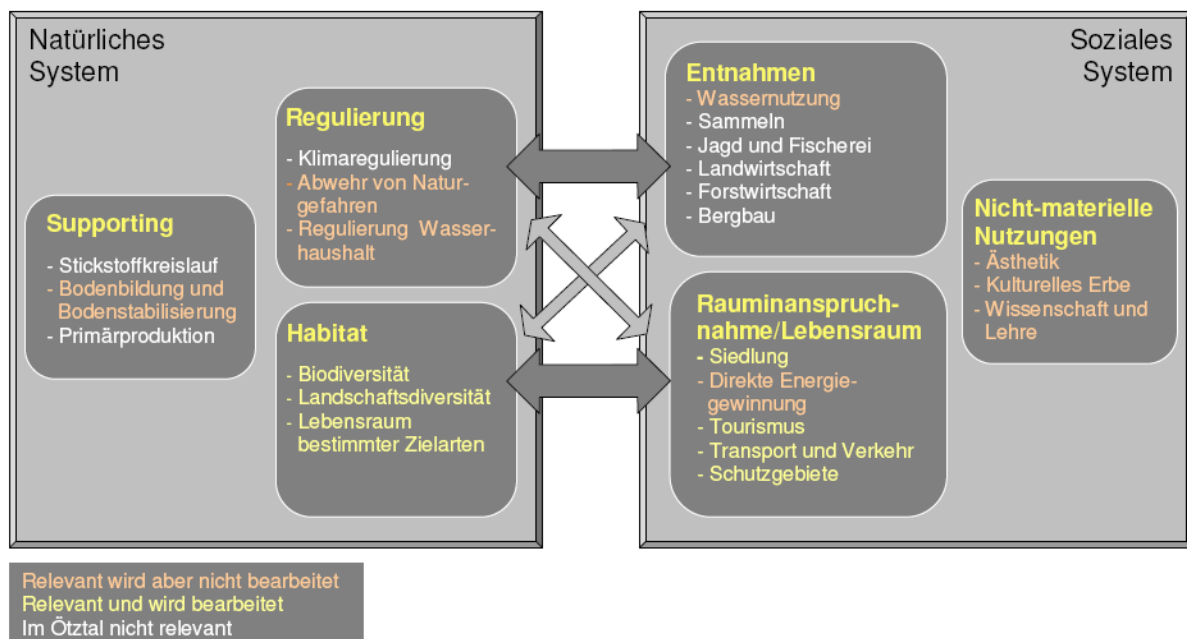 Natürliches
System
Supporting
- Stickstoffkreislauf
- Bodenbildung und
Bodenstabilisierung
- Primärproduktion
Regulierung
- Klimaregulierung
- Abwehr von Natur-
gefahren
- Regulierung Wasser-
haushalt
Habitat
- Biodiversität
- Landschaftsdiversität
- Lebensraum
bestimmter Zielarten
Soziales
System
Entnahmen
- Wassernutzung
- Sammeln
- Jagd und Fischerei
- Landwirtschaft
- Forstwirtschaft
- Bergbau
Rauminanspruch-
nahme/Lebensraum
- Siedlung
- Direkte Energie-
gewinnung
- Tourismus
- Transport und Verkehr
- Schutzgebiete
Nicht-materielle
Nutzungen
- Ästhetik
- Kulturelles Erbe
- Wissenschaft und
Lehre
Relevant wird aber nicht bearbeitet
Relevant und wird bearbeitet
Im Ötztal nicht relevant